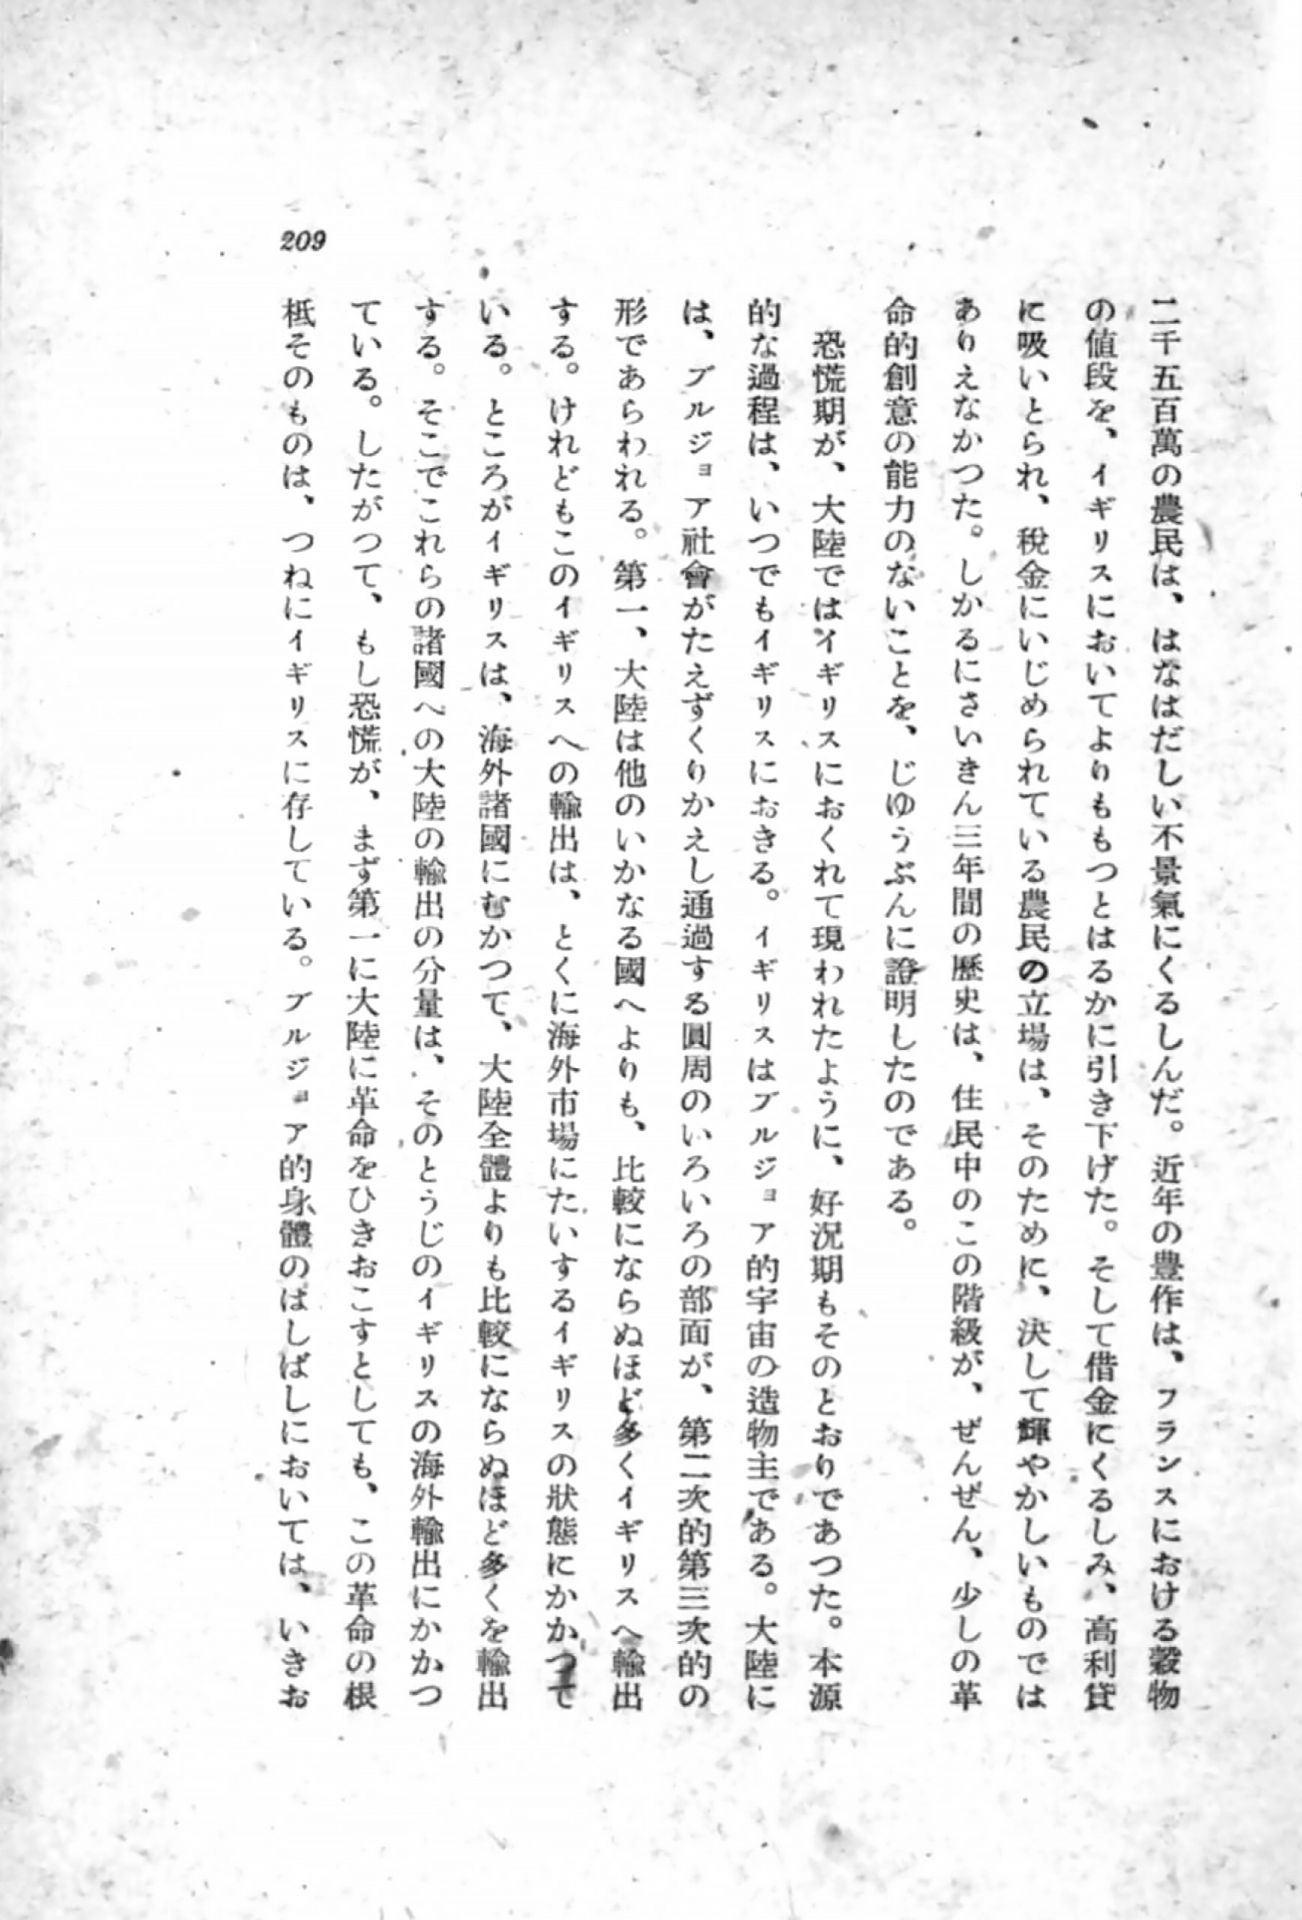 二千五百萬の農民は、はなはだしい不景氣にくるしんだ。近年の豊作は、フランスにおける穀物
の値段を、イギリスにおいてよりももつとはるかに引き下げた。そして借金にくるしみ、高利貸
に吸いとられ、税金にいじめられている農民の立場は、そのために、決して輝やかしいものでは
ありえなかつた。しかるにさいきん三年間の歷史は、住民中のこの階級が、ぜんぜん、少しの革
命的創意の能力のないことを、じゆうぶんに證明したのである。
恐慌期が、大陸ではイギリスにおくれて現われたように、好況期もそのとおりであつた。本源
的な過程は、いつでもイギリスにおきる。イギリスはブルジョア的宇宙の造物主である。大陸に
は、ブルジョア社會がたえずくりかえし通過する圓周のいろいろの部面が、第二次的第三次的の
形であらわれる。第一、大陸は他のいかなる國へよりも、比較にならぬほど多くイギリスへ輸出
する。けれどもこのイギリスへの輸出は、とくに海外市場にたいするイギリスの狀態にかかつて
いる。ところがイギリスは、海外諸國にむかつて、大陸全體よりも比較にならぬほど多くを輸出
する。そこでこれらの諸國への大陸の輸出の分量は、そのとうじのイギリスの海外輸出にかかつ
ている。したがつて、もし恐慌が、まず第一に大陸に革命をひきおこすとしても、この革命の根
柢そのものは、つねにイギリスに存している。ブルジョア的身體のはしばしにおいては、いきお
209